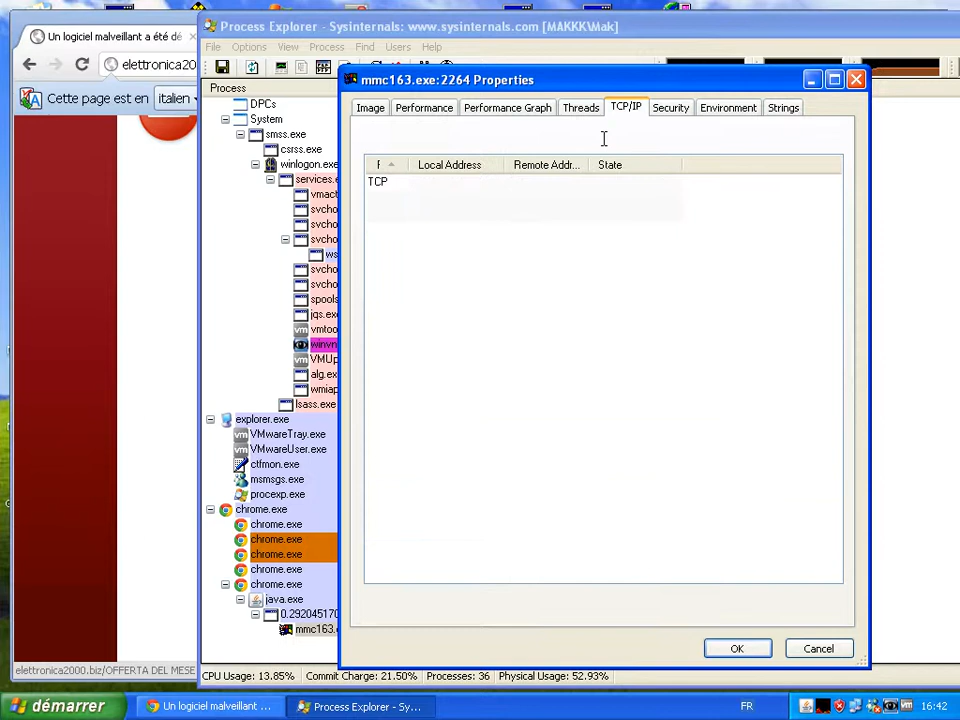 Process Explorer - Sysinternals: www.sysinternals.com [MAKKK\Mak]
Un logiciel malveillant a été dé
File Options View Process Find Users Help
elettronica20
Cette page est en italien
Process
DPCs
System
smss.exe
csrss.exe
winlogon.exe
services.e
vmact
svcho
svcho
svcho
ws
svcho
svcho
spools
jqs.ex
vmtoo
winvn
VMUp
alg.ex
wmiap
lsass.exe
explorer.exe
VMwareTray.exe
VMwareUser.exe
ctfmon.exe
msmsgs.exe
procexp.exe
chrome.exe
chrome.exe
chrome.exe
chrome.exe
chrome.exe
chrome.exe
java.exe
0.292045170
mmc163.e
mmc163.exe:2264 Properties
Image Performance Performance Graph Threads TCP/IP Security Environment Strings
Local Address Remote Addr... State
TCP
OK Cancel
elettronica2000.biz/OFFERTA DEL MESE
CPU Usage: 13.85% Commit Charge: 21.50% Processes: 36 Physical Usage: 52.93%
démarrer Un logiciel malveillant ... Process Explorer - Sy... FR 16:42